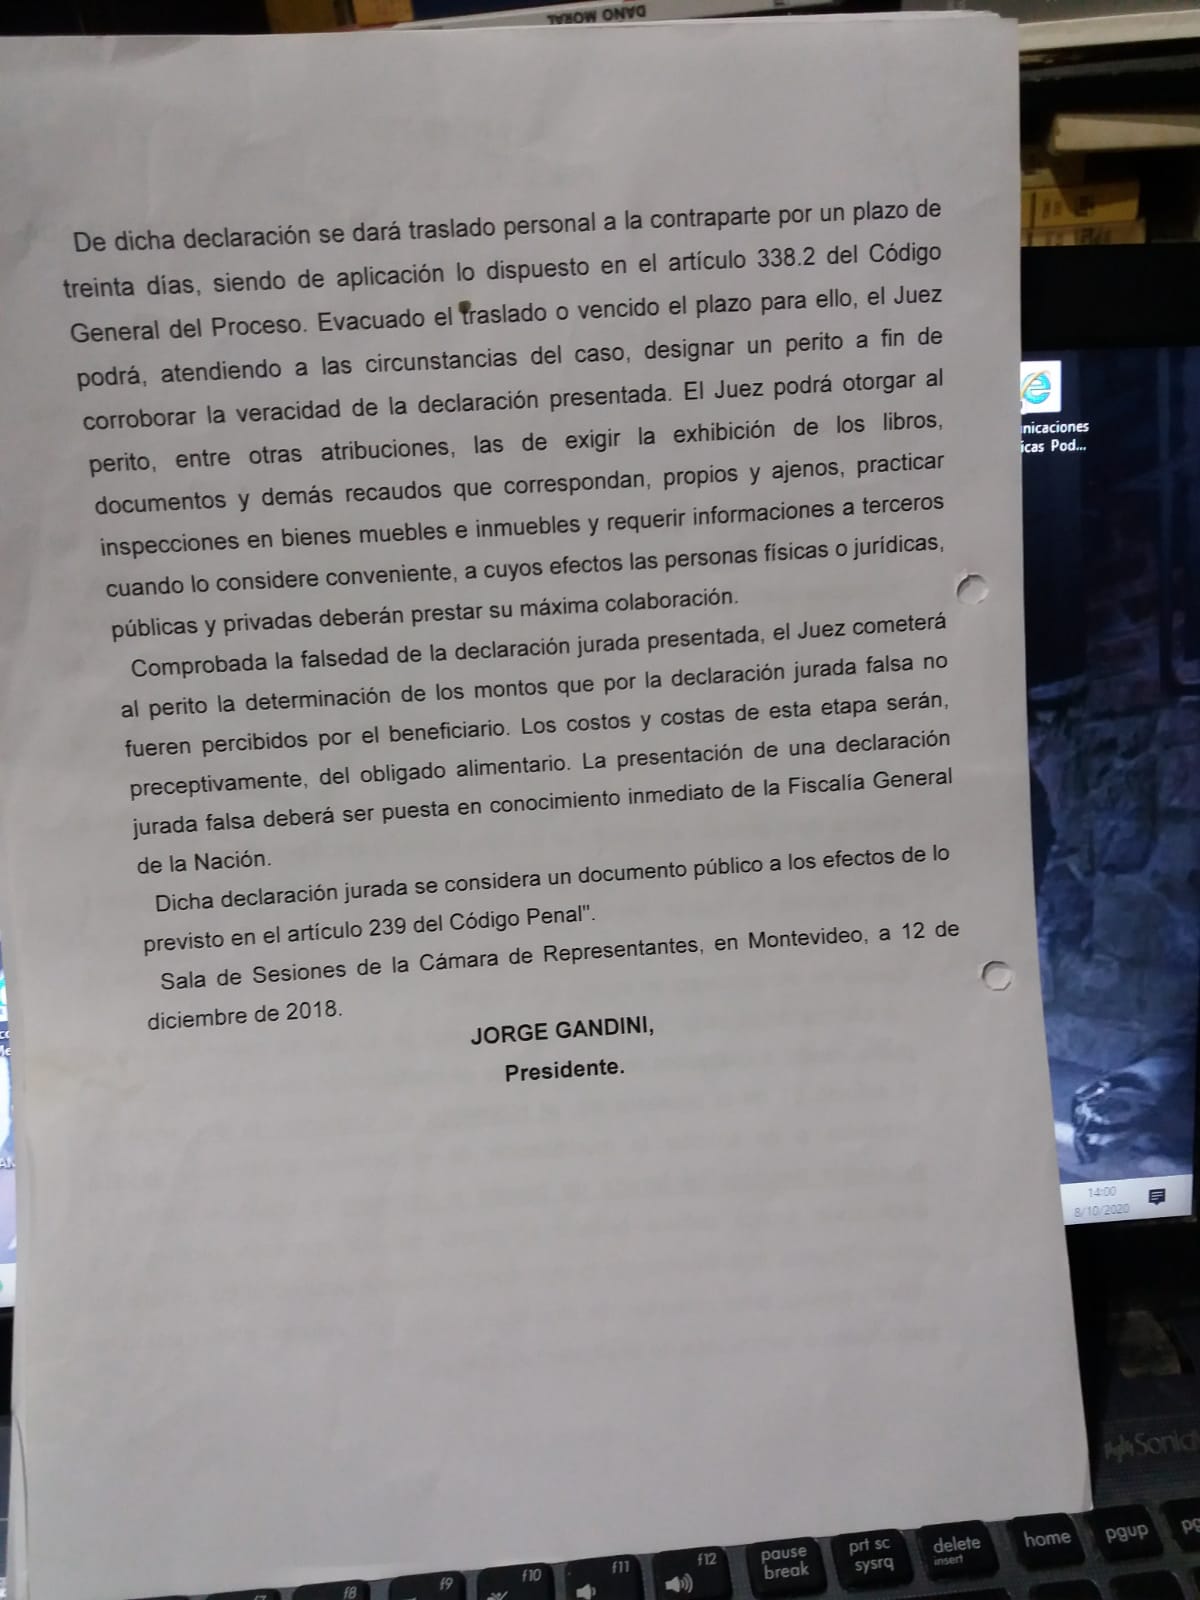 DAÑO MORAL
De dicha declaración se dará traslado personal a la contraparte por un plazo de
treinta días, siendo de aplicación lo dispuesto en el artículo 338.2 del Código
General del Proceso. Evacuado el traslado o vencido el plazo para ello, el Juez
podrá, atendiendo a las circunstancias del caso, designar un perito a fin de
corroborar la veracidad de la declaración presentada. El Juez podrá otorgar al
perito, entre otras atribuciones, las de exigir la exhibición de los libros,
documentos y demás recaudos que correspondan, propios y ajenos, practicar
inspecciones en bienes muebles e inmuebles y requerir informaciones a terceros
cuando lo considere conveniente, a cuyos efectos las personas físicas o jurídicas,
públicas y privadas deberán prestar su máxima colaboración.
Comprobada la falsedad de la declaración jurada presentada, el Juez cometerá
al perito la determinación de los montos que por la declaración jurada falsa no
fueren percibidos por el beneficiario. Los costos y costas de esta etapa serán,
preceptivamente, del obligado alimentario. La presentación de una declaración
jurada falsa deberá ser puesta en conocimiento inmediato de la Fiscalía General
de la Nación.
Dicha declaración jurada se considera un documento público a los efectos de lo
previsto en el artículo 239 del Código Penal".
Sala de Sesiones de la Cámara de Representantes, en Montevideo, a 12 de
diciembre de 2018.
JORGE GANDINI,
Presidente.
nicaciones
icas Pod...
14:00
8/10/2020
Sonic
f8
f9
f10
f11
f12
pause
break
prt sc
sysrq
delete
insert
home
pgup